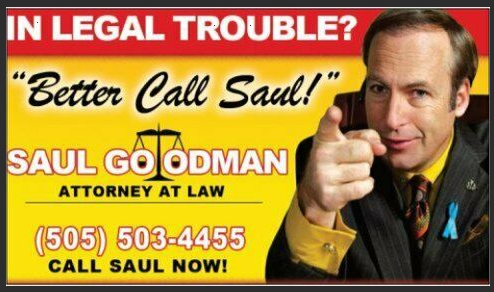 IN LEGAL TROUBLE?
"Better Call Saul!"
SAUL GOODMAN
ATTORNEY AT LAW
(505) 503-4455
CALL SAUL NOW!